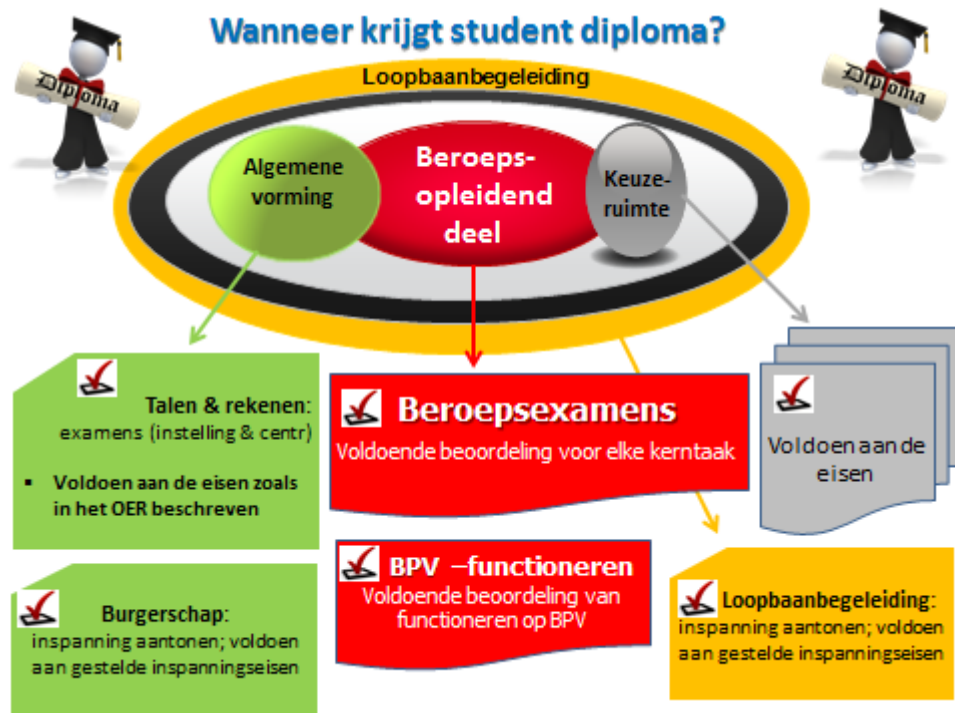 Wanneer krijgt student diploma?
Diploma
Diploma
Loopbaanbegeleiding
Algemene
vorming
Beroeps-
opleidend
deel
Keuze-
ruimte
Talen & rekenen:
examens (instelling & centr)
▪ Voldoen aan de eisen zoals
in het OER beschreven
Beroepsexamens
Voldoende beoordeling voor elke kerntaak
Voldoen aan de
eisen
BPV –functioneren
Voldoende beoordeling van
functioneren op BPV
Burgerschap:
inspanning aantonen; voldoen
aan gestelde inspanningseisen
Loopbaanbegeleiding:
inspanning aantonen; voldoen
aan gestelde inspanningseisen